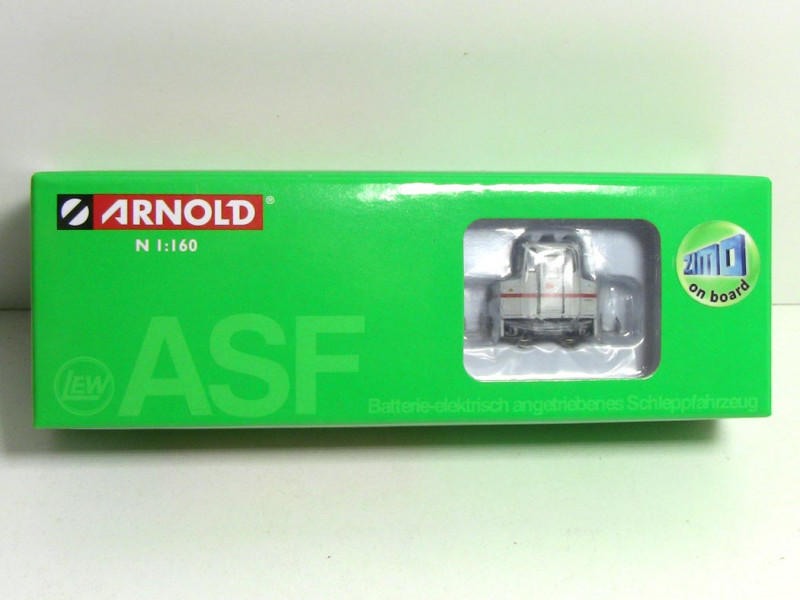 ARNOLD®
N 1:160
ZIMO
on board
LEW
ASF
Batterie-elektrisch angetriebenes Schleppfahrzeug